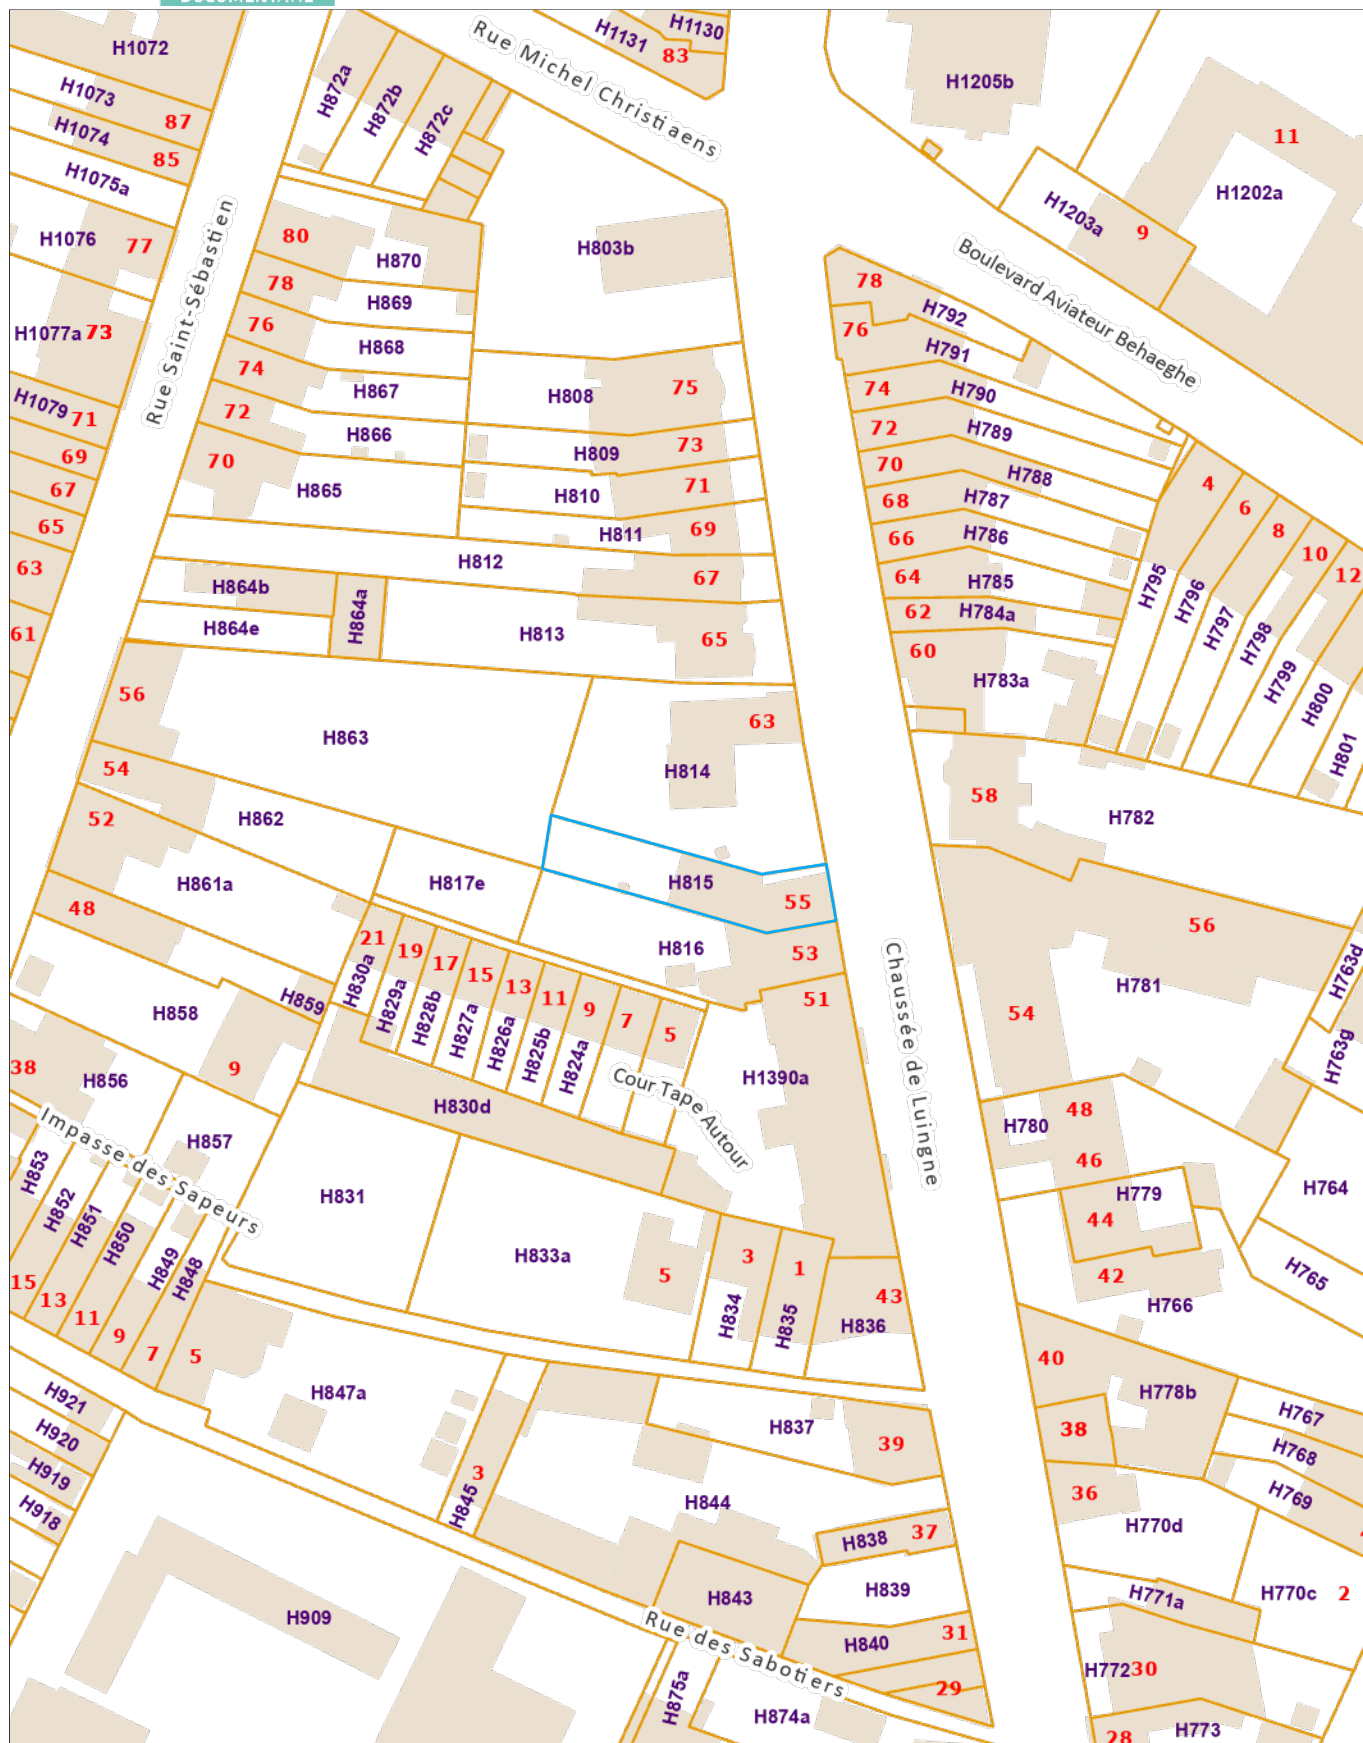 H1072
H1073
87
H1074
85
H1075a
H1076
77
H1077a 73
H1079 71
69
67
65
63
61
Rue Saint-Sébastien
H872a
H872b
H872c
Rue Michel Christiaens
H1131
H1130
83
H1205b
11
H1202a
H1203a
9
Boulevard Aviateur Behaeghe
80
H870
78
H869
76
H868
74
H867
72
H866
70
H865
H803b
H808
75
H809
73
H810
71
H811
69
H812
67
H864b
H864e
H864a
H813
65
78
H792
76
H791
74
H790
72
H789
70
H788
68
H787
66
H786
64
H785
62
H784a
60
H783a
4
6
8
10
12
H795
H796
H797
H798
H799
H800
H801
56
H863
54
H862
52
H861a
48
63
H814
H815
55
H817e
H816
53
51
58
H782
56
H781
54
H763d
H763g
Chaussée de Luingne
21
19
17
15
13
11
9
7
5
H830a
H829a
H828b
H827a
H826a
H825b
H824a
Cour Tape Autour
H1390a
H859
H858
9
38
H856
H830d
H857
Impasse des Sapeurs
H853
H852
H851
H850
H849
H848
15
13
11
9
7
5
H831
H833a
5
3
H834
1
H835
43
H836
H780
48
46
H779
44
42
H766
H764
H765
40
H778b
38
36
H767
H768
H769
H770d
H770c
2
H771a
H772 30
28
H773
H921
H920
H919
H918
H847a
3
H845
H837
39
H844
H838
37
H839
H843
H840
31
29
H909
Rue des Sabotiers
H875a
H874a